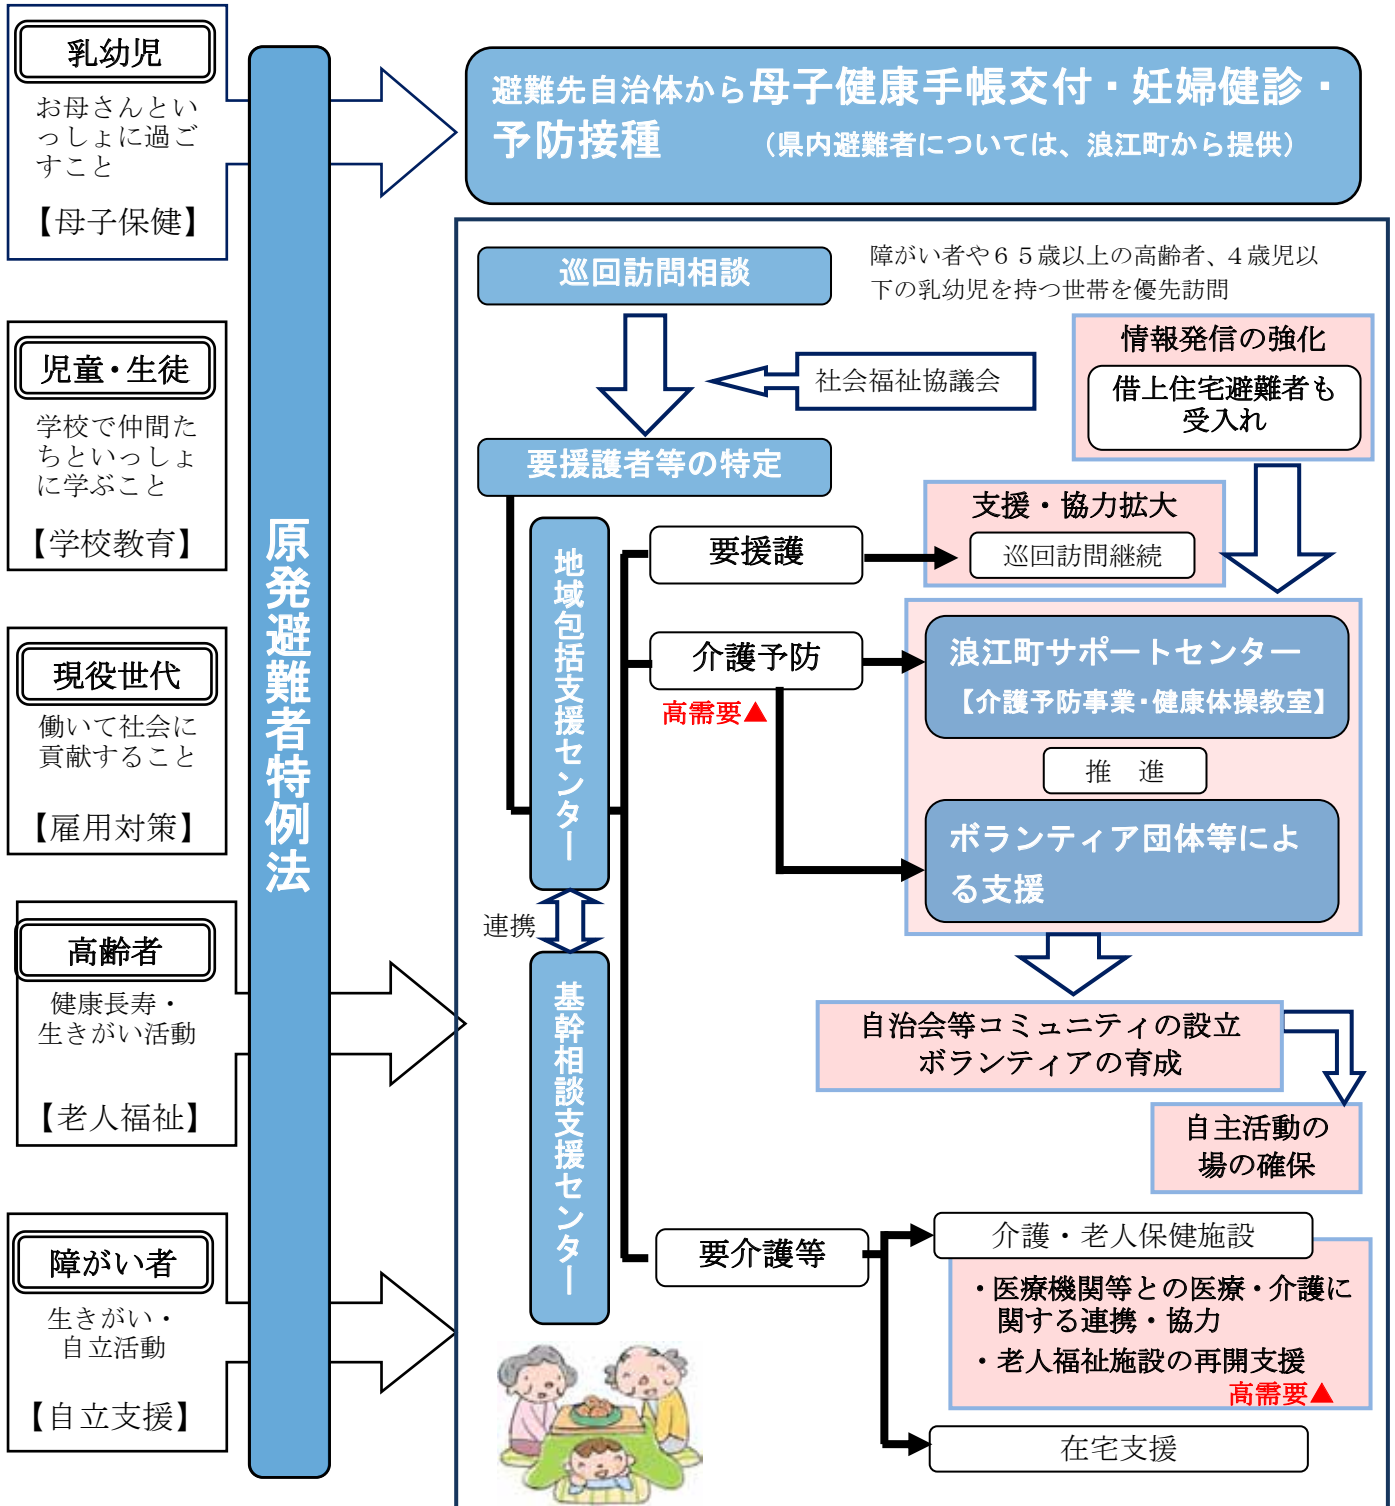 乳幼児
お母さんとい
っしょに過ご
すこと
【母子保健】
児童・生徒
学校で仲間た
ちといっしょ
に学ぶこと
【学校教育】
現役世代
働いて社会に
貢献すること
【雇用対策】
高齢者
健康長寿・
生きがい活動
【老人福祉】
障がい者
生きがい・
自立活動
【自立支援】
原発避難者特例法
避難先自治体から母子健康手帳交付・妊婦健診・
予防接種　（県内避難者については、浪江町から提供）
巡回訪問相談
障がい者や６５歳以上の高齢者、４歳児以
下の乳幼児を持つ世帯を優先訪問
社会福祉協議会
情報発信の強化
借上住宅避難者も
受入れ
要援護者等の特定
地域包括支援センター
連携
基幹相談支援センター
要援護
支援・協力拡大
巡回訪問継続
介護予防
高需要▲
浪江町サポートセンター
【介護予防事業・健康体操教室】
推　進
ボランティア団体等によ
る支援
自治会等コミュニティの設立
ボランティアの育成
自主活動の
場の確保
要介護等
介護・老人保健施設
・医療機関等との医療・介護に
関する連携・協力
・老人福祉施設の再開支援
高需要▲
在宅支援